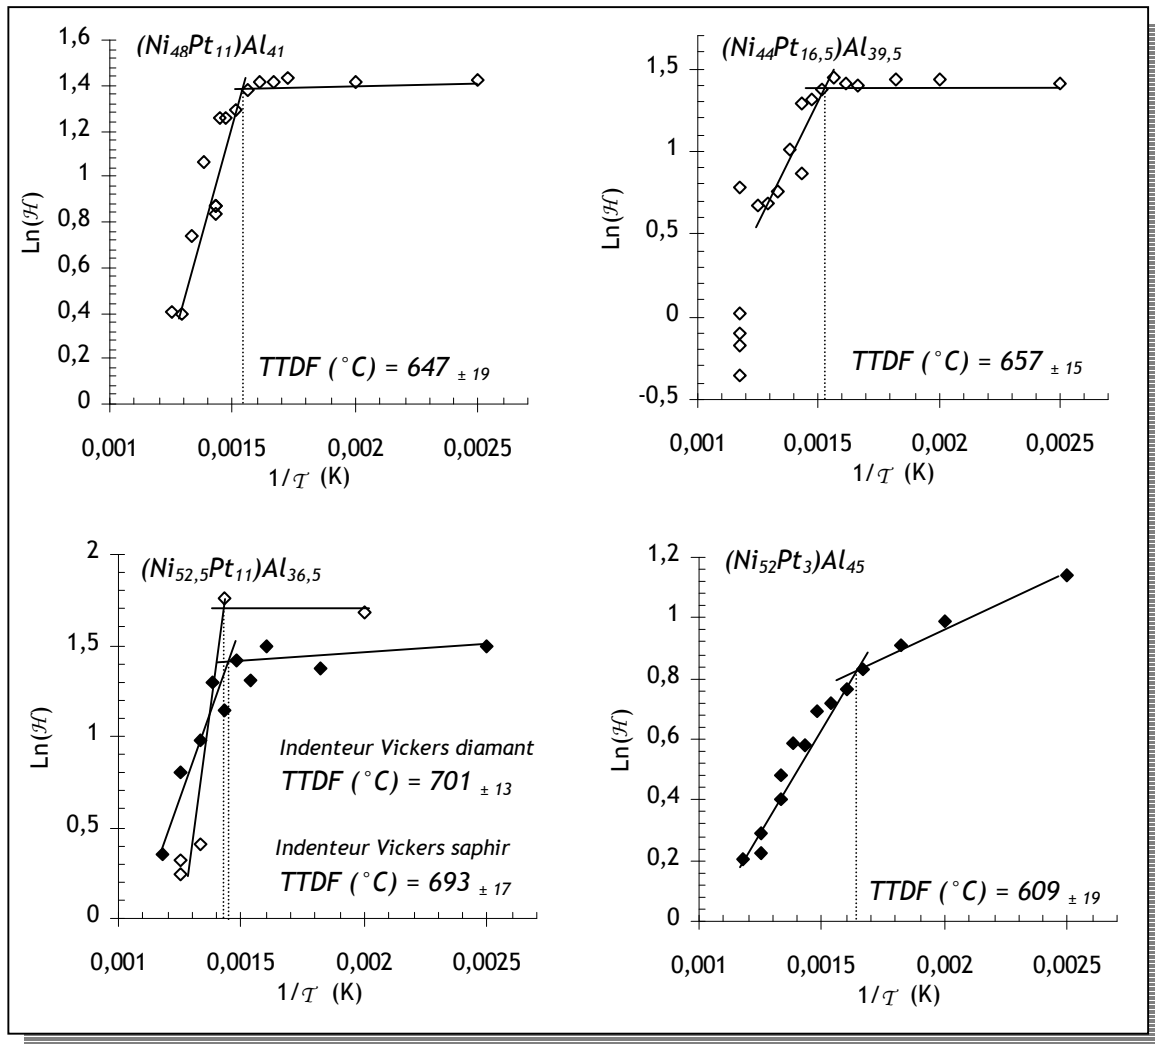 (Ni48Pt11)Al41
Ln(ℋ)
1,6
1,4
1,2
1
0,8
0,6
0,4
0,2
0
TTDF (°C) = 647 ± 19
0,001 0,0015 0,002 0,0025
1/𝒯 (K)
(Ni44Pt16,5)Al39,5
Ln(ℋ)
1,5
1
0,5
0
-0,5
TTDF (°C) = 657 ± 15
0,001 0,0015 0,002 0,0025
1/𝒯 (K)
(Ni52,5Pt11)Al36,5
Ln(ℋ)
2
1,5
1
0,5
0
Indenteur Vickers diamant
TTDF (°C) = 701 ± 13
Indenteur Vickers saphir
TTDF (°C) = 693 ± 17
0,001 0,0015 0,002 0,0025
1/𝒯 (K)
(Ni52Pt3)Al45
Ln(ℋ)
1,2
1
0,8
0,6
0,4
0,2
0
TTDF (°C) = 609 ± 19
0,001 0,0015 0,002 0,0025
1/𝒯 (K)